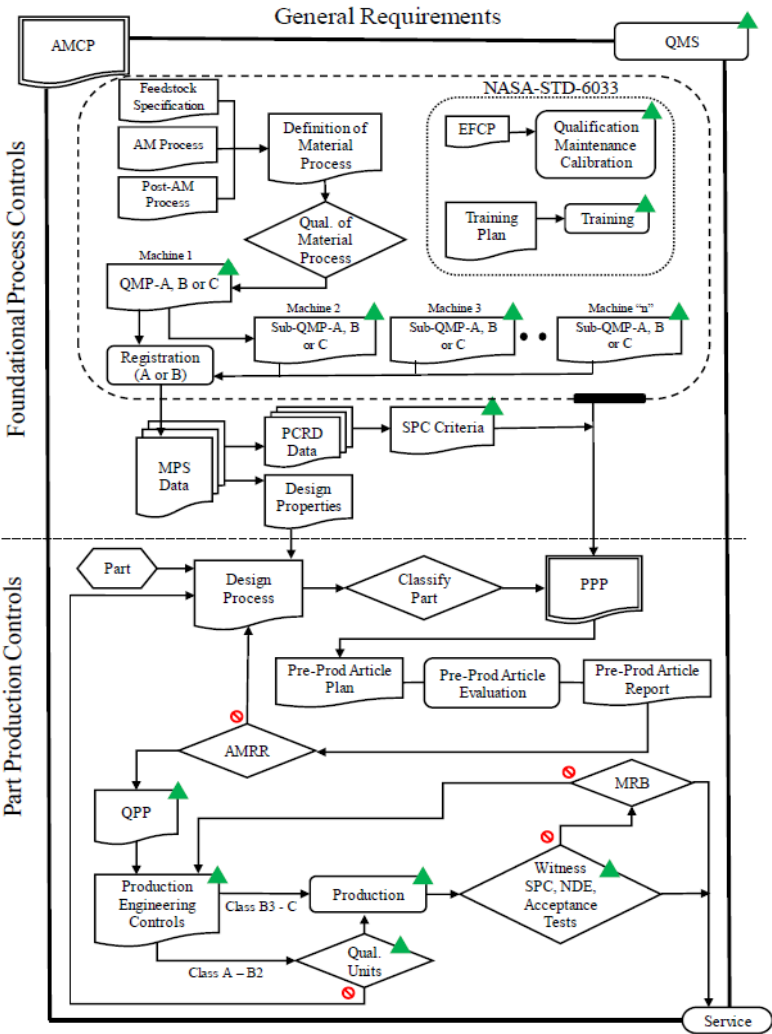 General Requirements
AMCP
QMS
Foundational Process Controls
NASA-STD-6033
Feedstock
Specification
AM Process
Post-AM
Process
Definition of
Material
Process
Qual. of
Material
Process
EFCP
Qualification
Maintenance
Calibration
Training
Plan
Training
Machine 1
QMP-A, B or C
Machine 2
Sub-QMP-A, B
or C
Machine 3
Sub-QMP-A, B
or C
Machine “n”
Sub-QMP-A, B
or C
Registration
(A or B)
MPS
Data
PCRD
Data
SPC Criteria
Design
Properties
Part Production Controls
Part
Design
Process
Classify
Part
PPP
Pre-Prod Article
Plan
Pre-Prod Article
Evaluation
Pre-Prod Article
Report
AMRR
QPP
MRB
Production
Engineering
Controls
Class B3 - C
Production
Witness
SPC, NDE,
Acceptance
Tests
Class A – B2
Qual.
Units
Service